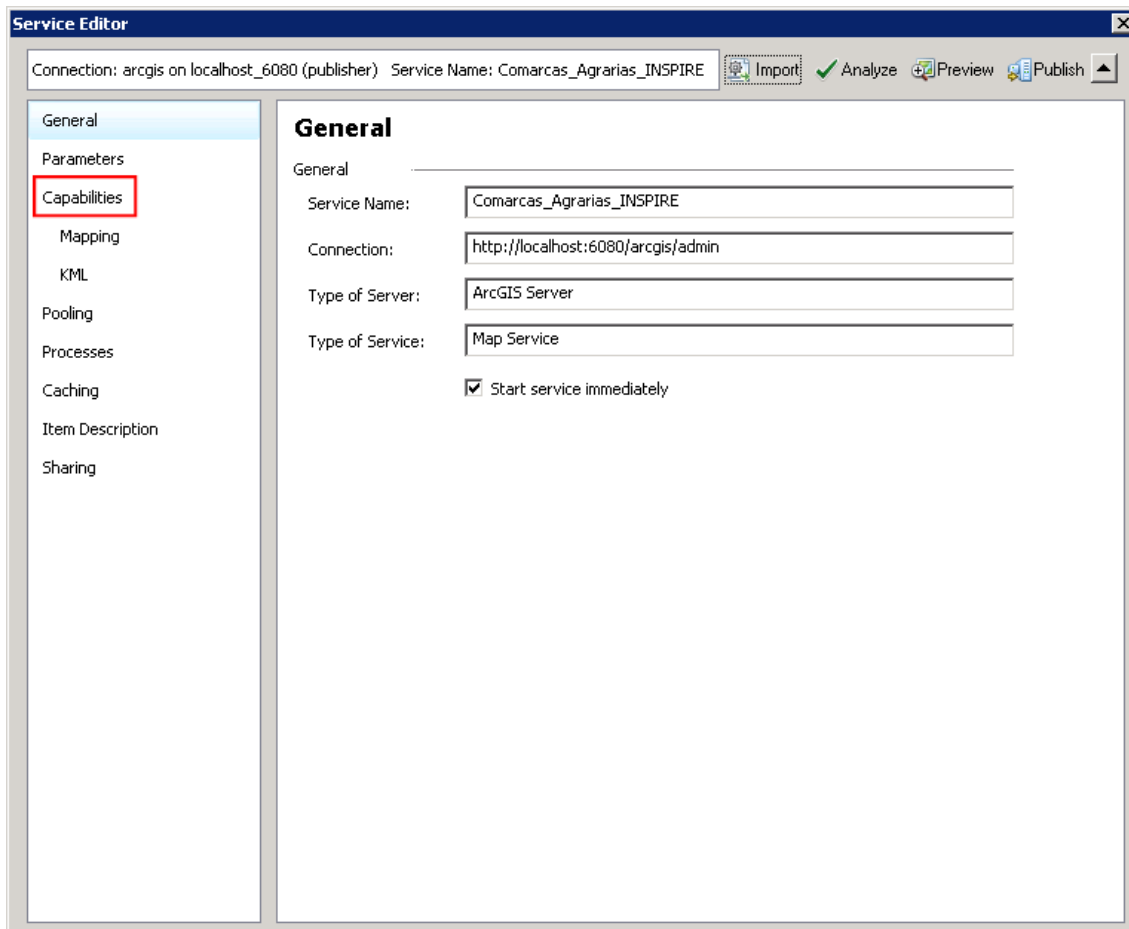 Service Editor
Connection: arcgis on localhost_6080 (publisher) Service Name: Comarcas_Agrarias_INSPIRE Import Analyze Preview Publish
General
Parameters
Capabilities
Mapping
KML
Pooling
Processes
Caching
Item Description
Sharing
General
General
Service Name: Comarcas_Agrarias_INSPIRE
Connection: http://localhost:6080/arcgis/admin
Type of Server: ArcGIS Server
Type of Service: Map Service
Start service immediately